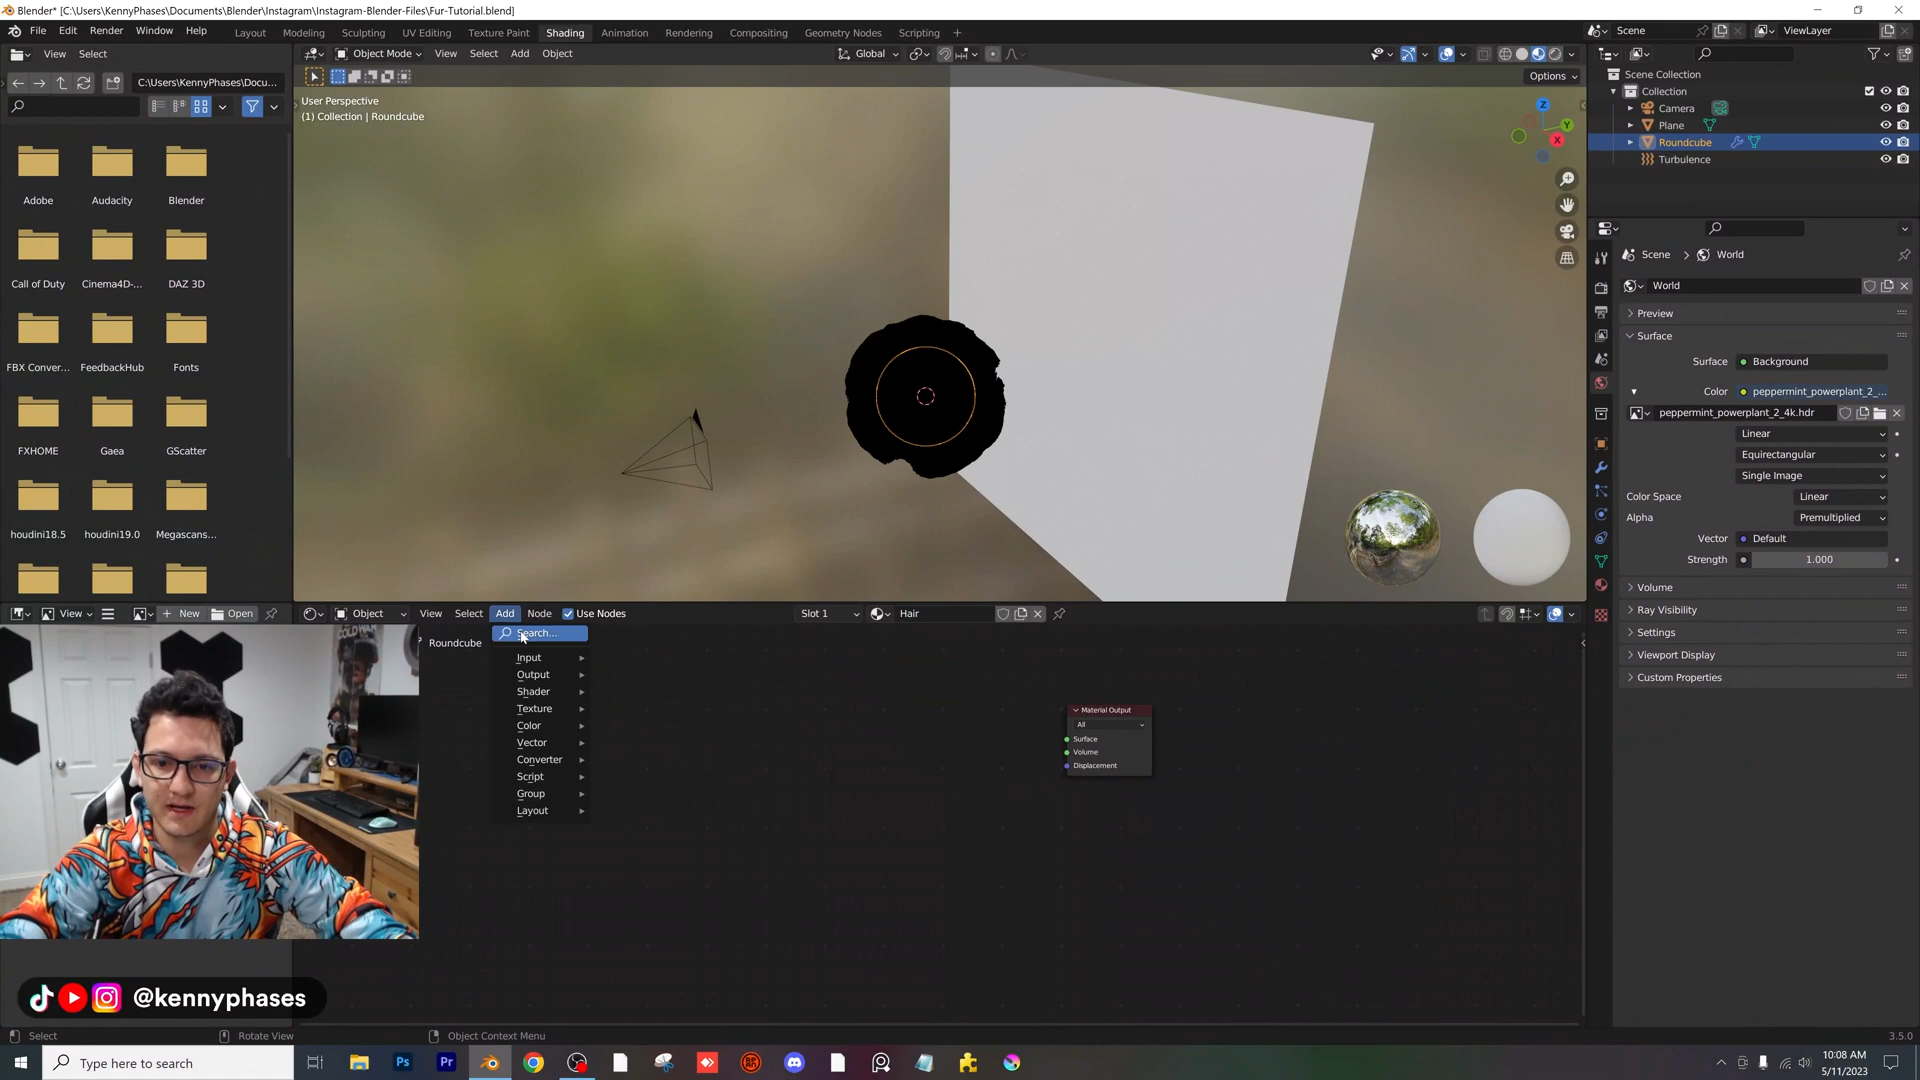 Blender* [C:\Users\KennyPhases\Documents\Blender\Instagram\Instagram-Blender-Files\Fur-Tutorial.blend]
File Edit Render Window Help
Layout Modeling Sculpting UV Editing Texture Paint Shading Animation Rendering Compositing Geometry Nodes Scripting +
Scene ViewLayer
View Select
Object Mode View Select Add Object
Global
C:\Users\KennyPhases\Docu...
Options
User Perspective
(1) Collection | Roundcube
Z
Y
X
Scene Collection
Collection
Camera
Plane
Roundcube
Turbulence
Adobe Audacity Blender
Call of Duty Cinema4D-... DAZ 3D
FBX Conver... FeedbackHub Fonts
FXHOME Gaea GScatter
houdini18.5 houdini19.0 Megascans...
Scene > World
World
Preview
Surface
Surface Background
Color peppermint_powerplant_2_...
peppermint_powerplant_2_4k.hdr
Linear
Equirectangular
Single Image
Color Space Linear
Alpha Premultiplied
Vector Default
Strength 1.000
Volume
Ray Visibility
Settings
Viewport Display
Custom Properties
View New Open
Object View Select Add Node Use Nodes
Slot 1 Hair
Roundcube
Search...
Input
Output
Shader
Texture
Color
Vector
Converter
Script
Group
Layout
Material Output
All
Surface
Volume
Displacement
@kennyphases
Select Rotate View Object Context Menu
3.5.0
Type here to search
Ps Pr
10:08 AM
5/11/2023